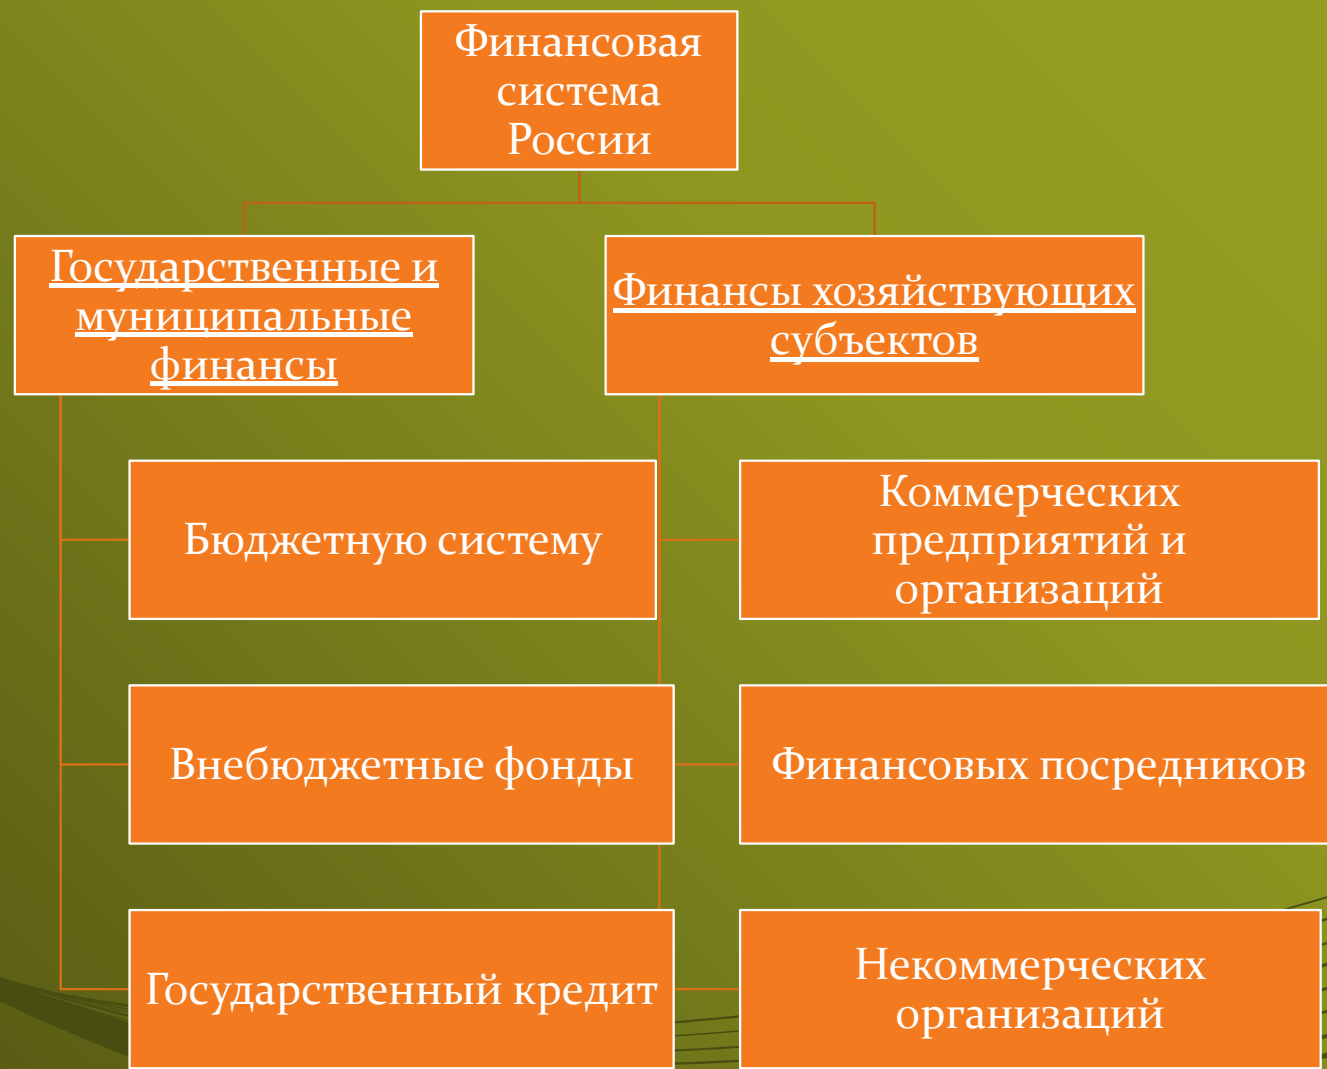 Финансовая
система
России
Государственные и
муниципальные
финансы
Финансы хозяйствующих
субъектов
Бюджетную систему
Коммерческих
предприятий и
организаций
Внебюджетные фонды
Финансовых посредников
Государственный кредит
Некоммерческих
организаций